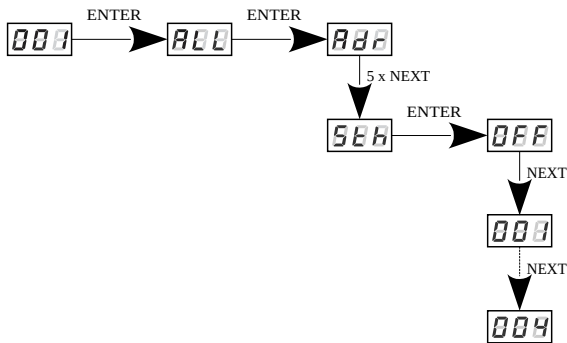 ENTER
ENTER
001
ALL
Adr
5 x NEXT
ENTER
Sth
OFF
NEXT
001
NEXT
004